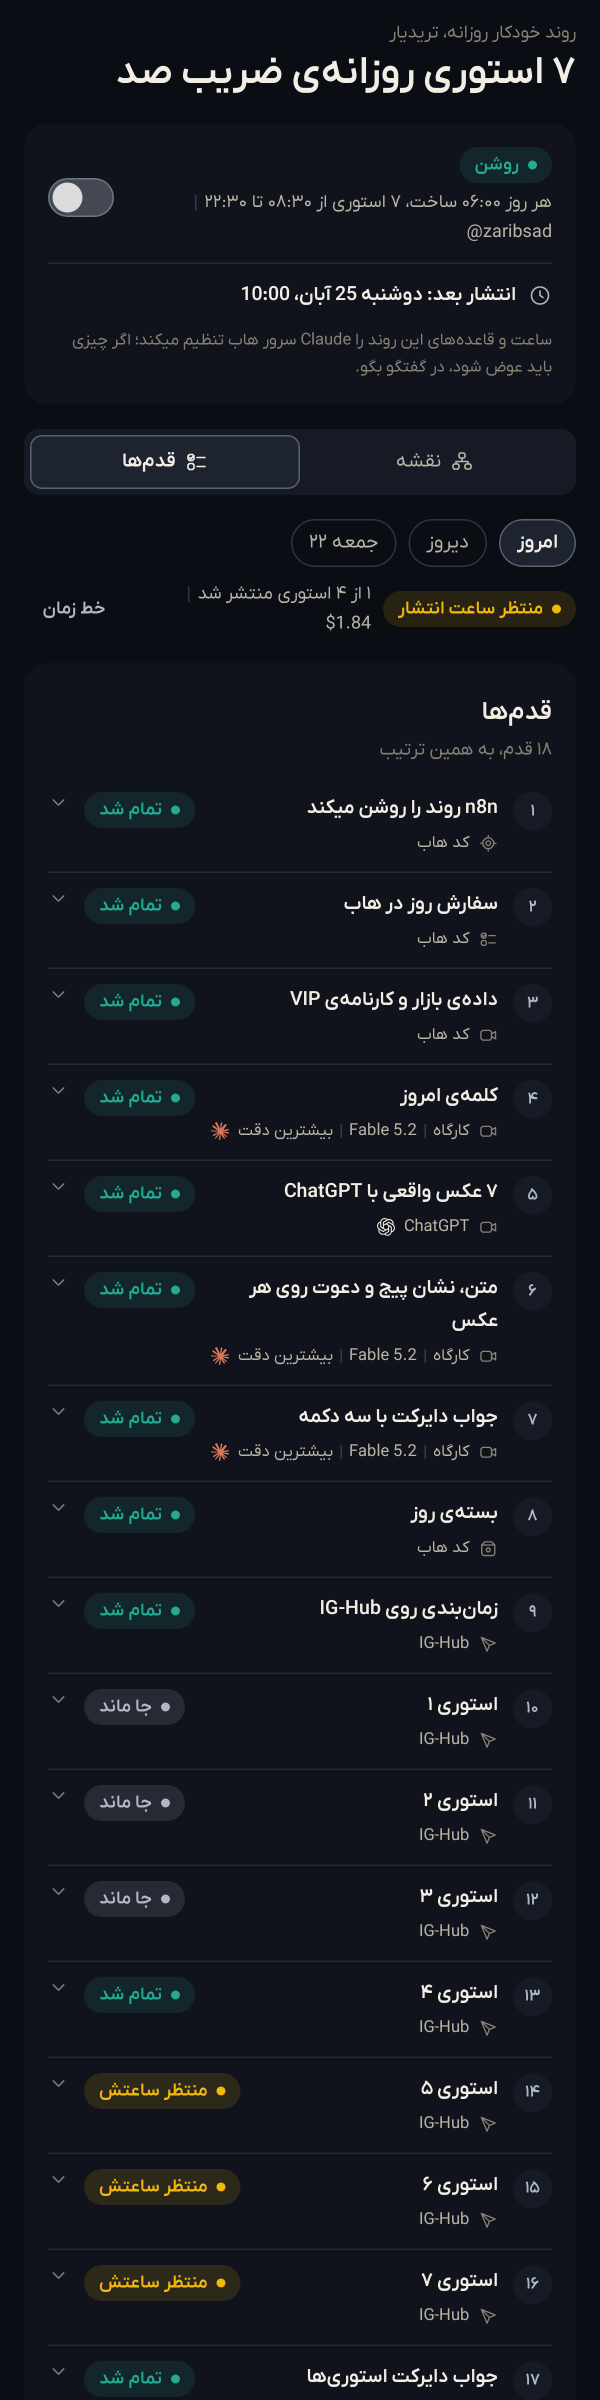 روند خودکار روزانه، تریدیار
۷ استوری روزانه‌ی ضریب صد
روشن
هر روز ۰۶:۰۰ ساخت، ۷ استوری از ۰۸:۳۰ تا ۲۲:۳۰ |
@zaribsad
انتشار بعد: دوشنبه 25 آبان، 10:00
ساعت و قاعده‌های این روند را Claude سرور هاب تنظیم میکند؛ اگر چیزی
باید عوض شود، در گفتگو بگو.
نقشه
قدم‌ها
امروز
دیروز
جمعه ۲۲
منتظر ساعت انتشار
۱ از ۴ استوری منتشر شد |
$1.84
خط زمان
قدم‌ها
۱۸ قدم، به همین ترتیب
۱
n8n روند را روشن میکند
تمام شد
کد هاب
۲
سفارش روز در هاب
تمام شد
کد هاب
۳
داده‌ی بازار و کارنامه‌ی VIP
تمام شد
کد هاب
۴
کلمه‌ی امروز
تمام شد
کارگاه | Fable 5.2 | بیشترین دقت
۵
۷ عکس واقعی با ChatGPT
تمام شد
ChatGPT
۶
متن، نشان پیج و دعوت روی هر
عکس
تمام شد
کارگاه | Fable 5.2 | بیشترین دقت
۷
جواب دایرکت با سه دکمه
تمام شد
کارگاه | Fable 5.2 | بیشترین دقت
۸
بسته‌ی روز
تمام شد
کد هاب
۹
زمان‌بندی روی IG-Hub
تمام شد
IG-Hub
۱۰
استوری ۱
جا ماند
IG-Hub
۱۱
استوری ۲
جا ماند
IG-Hub
۱۲
استوری ۳
جا ماند
IG-Hub
۱۳
استوری ۴
تمام شد
IG-Hub
۱۴
استوری ۵
منتظر ساعتش
IG-Hub
۱۵
استوری ۶
منتظر ساعتش
IG-Hub
۱۶
استوری ۷
منتظر ساعتش
IG-Hub
۱۷
جواب دایرکت استوری‌ها
تمام شد